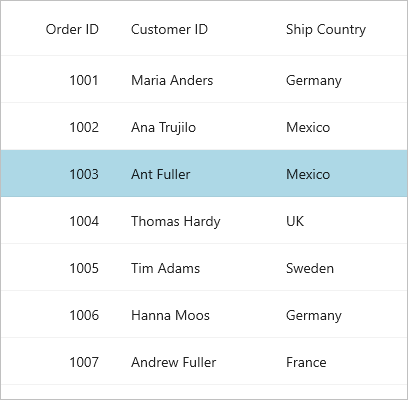 Order ID Customer ID Ship Country
1001 Maria Anders Germany
1002 Ana Trujilo Mexico
1003 Ant Fuller Mexico
1004 Thomas Hardy UK
1005 Tim Adams Sweden
1006 Hanna Moos Germany
1007 Andrew Fuller France